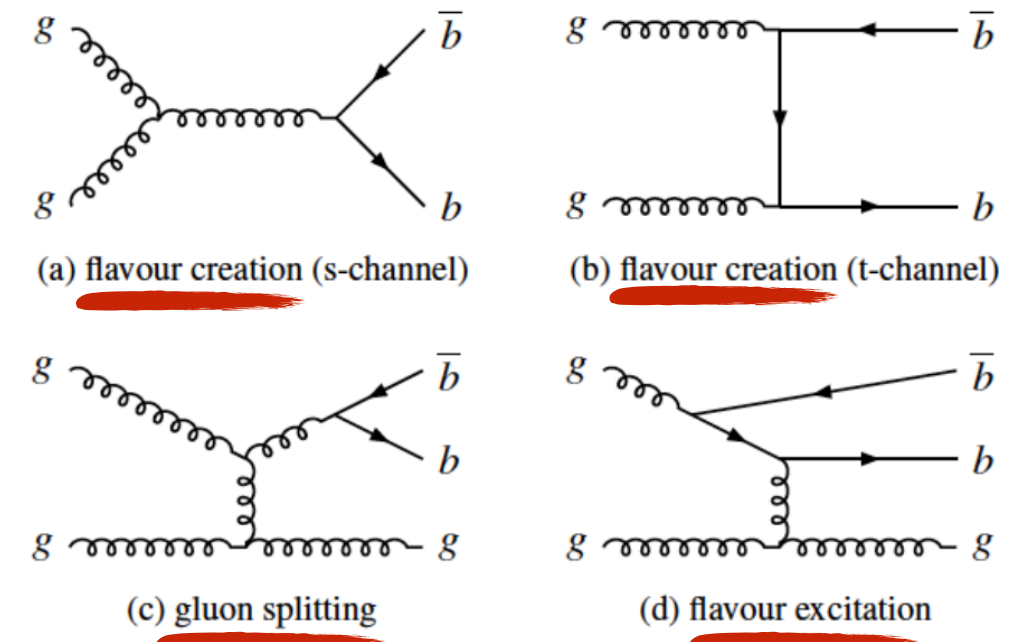 g b̅ g b̅
g b g b
(a) flavour creation (s-channel) (b) flavour creation (t-channel)
g b̅ g b̅
b b
g g g g
(c) gluon splitting (d) flavour excitation